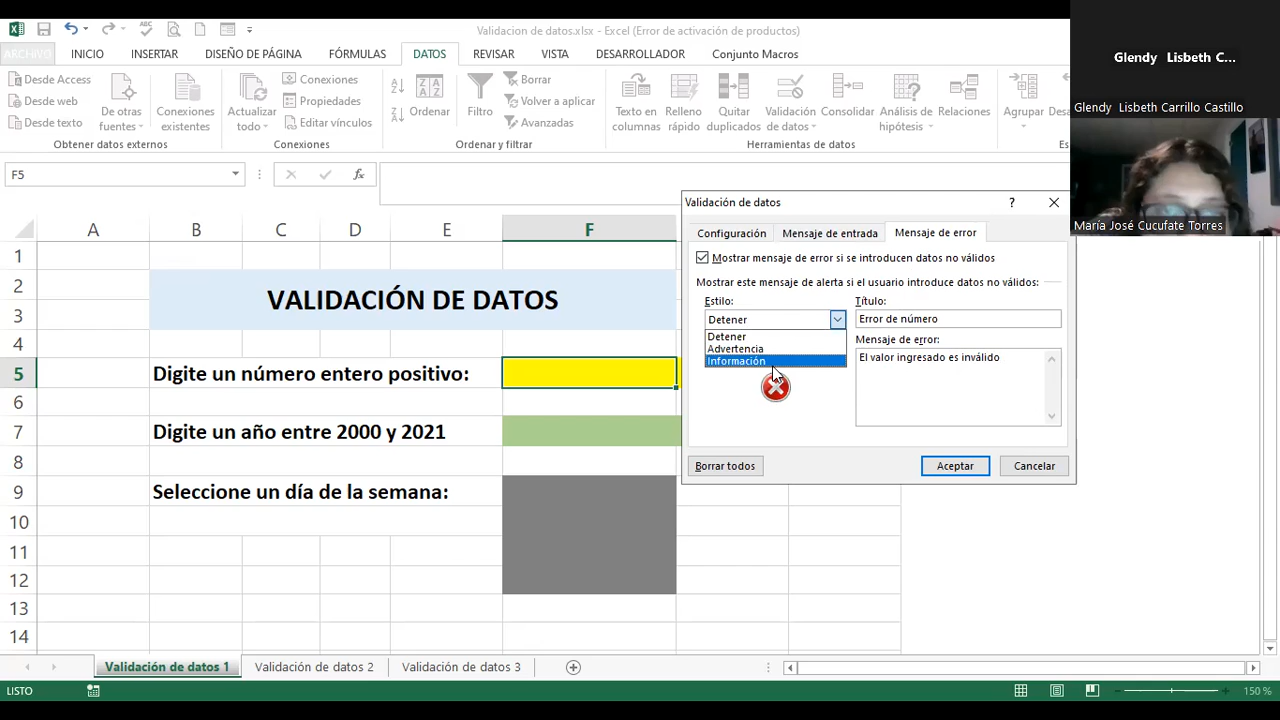 Validacion de datos.xlsx - Excel (Error de activación de productos)
ARCHIVO INICIO INSERTAR DISEÑO DE PÁGINA FÓRMULAS DATOS REVISAR VISTA DESARROLLADOR Conjunto Macros
Desde Access
Desde web
Desde texto
De otras fuentes
Conexiones existentes
Obtener datos externos
Actualizar todo
Conexiones
Propiedades
Editar vínculos
Conexiones
Ordenar
Filtro
Borrar
Volver a aplicar
Avanzadas
Ordenar y filtrar
Texto en columnas
Relleno rápido
Quitar duplicados
Validación de datos
Consolidar
Análisis de hipótesis
Relaciones
Herramientas de datos
Agrupar
Glendy Lisbeth C...
Glendy Lisbeth Carrillo Castillo
María José Cucufate Torres
F5
fx
A B C D E F
1
2
VALIDACIÓN DE DATOS
3
4
5 Digite un número entero positivo:
6
7 Digite un año entre 2000 y 2021
8
9 Seleccione un día de la semana:
10
11
12
13
14
Validación de datos
?
Configuración Mensaje de entrada Mensaje de error
Mostrar mensaje de error si se introducen datos no válidos
Mostrar este mensaje de alerta si el usuario introduce datos no válidos:
Estilo:
Detener
Detener
Advertencia
Información
Título:
Error de número
Mensaje de error:
El valor ingresado es inválido
Borrar todos Aceptar Cancelar
Validación de datos 1 Validación de datos 2 Validación de datos 3
LISTO
150 %